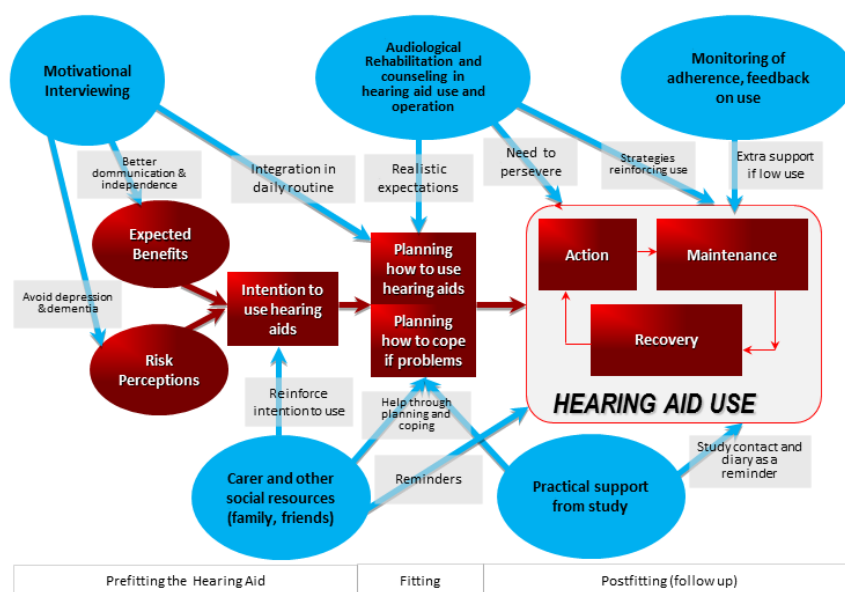 Motivational
Interviewing
Audiological
Rehabilitation and
counseling in
hearing aid use and
operation
Monitoring of
adherence, feedback
on use
Better
dommunication &
independence
Integration in
daily routine
Realistic
expectations
Need to
persevere
Strategies
reinforcing use
Extra support
if low use
Expected
Benefits
Avoid depression
& dementia
Risk
Perceptions
Intention to
use hearing
aids
Planning
how to use
hearing aids
Planning
how to cope
if problems
Action
Maintenance
Recovery
HEARING AID USE
Reinforce
intention to use
Help through
planning and
coping
Reminders
Study contact and
diary as a
reminder
Carer and other
social resources
(family, friends)
Practical support
from study
Prefitting the Hearing Aid
Fitting
Postfitting (follow up)